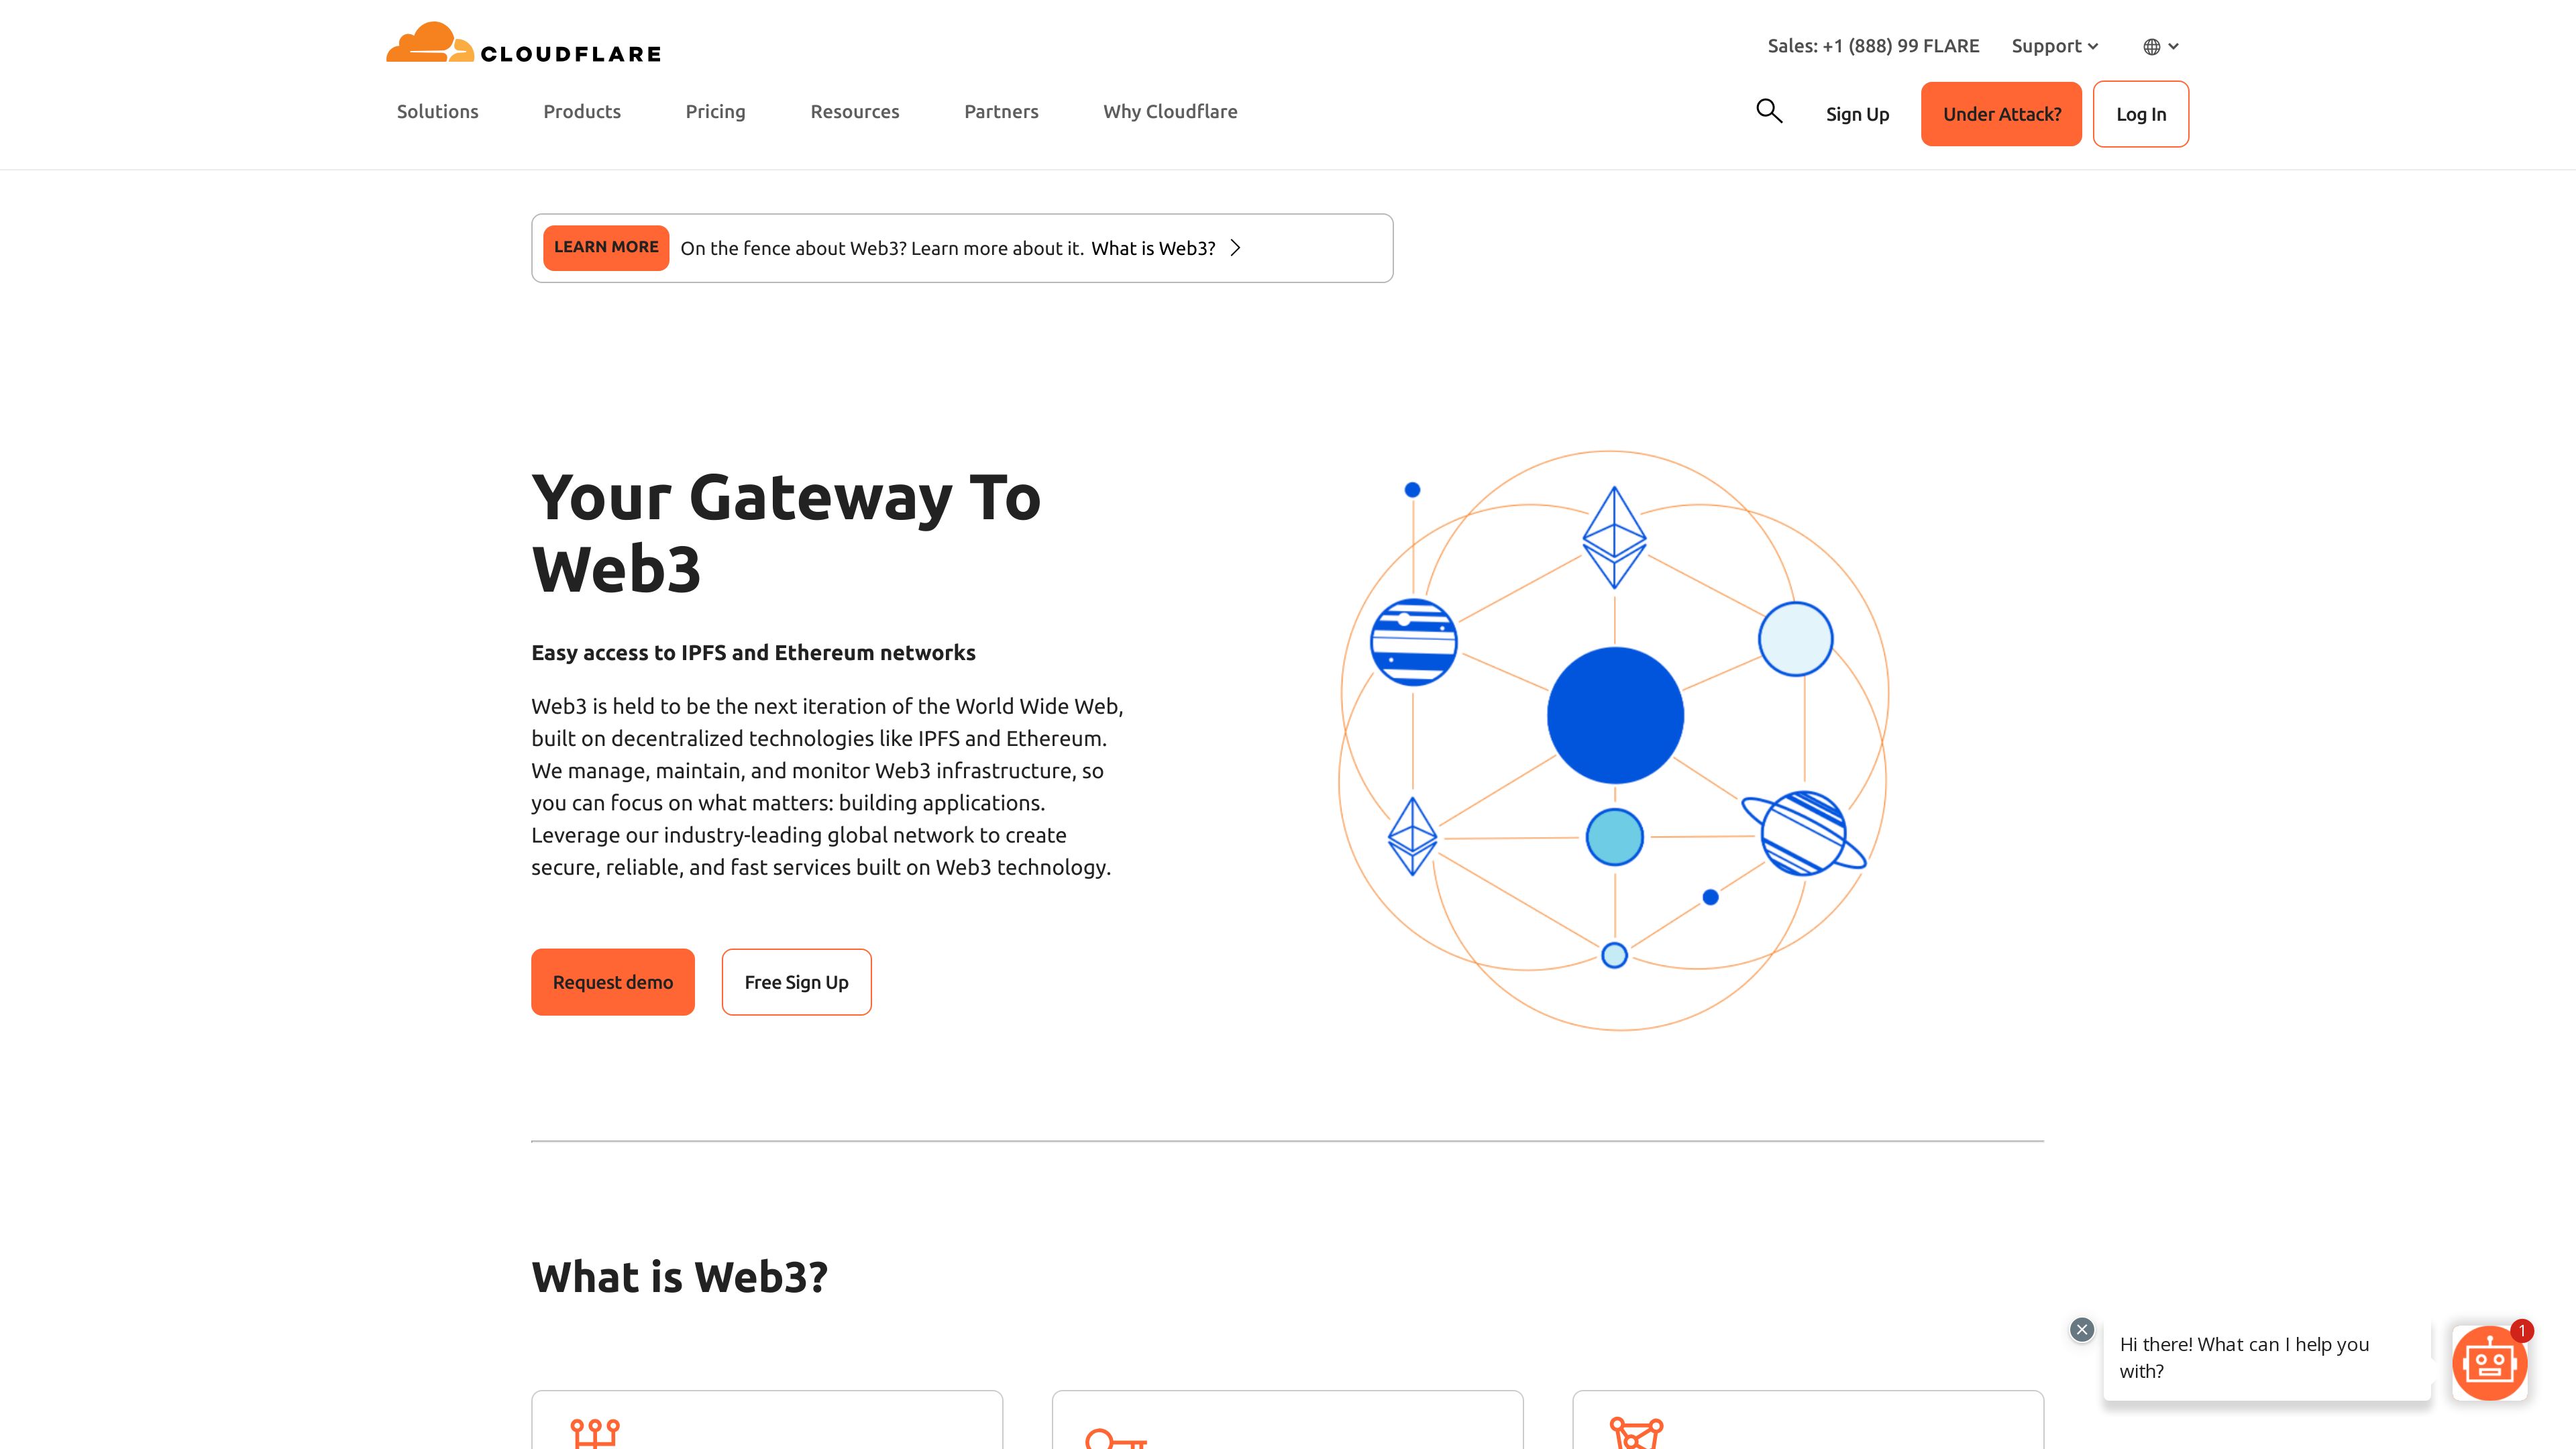 CLOUDFLARE
Sales: +1 (888) 99 FLARE
Support
Solutions
Products
Pricing
Resources
Partners
Why Cloudflare
Sign Up
Under Attack?
Log In
LEARN MORE
On the fence about Web3? Learn more about it. What is Web3?
Your Gateway To
Web3
Easy access to IPFS and Ethereum networks
Web3 is held to be the next iteration of the World Wide Web,
built on decentralized technologies like IPFS and Ethereum.
We manage, maintain, and monitor Web3 infrastructure, so
you can focus on what matters: building applications.
Leverage our industry-leading global network to create
secure, reliable, and fast services built on Web3 technology.
Request demo
Free Sign Up
What is Web3?
Hi there! What can I help you
with?
1